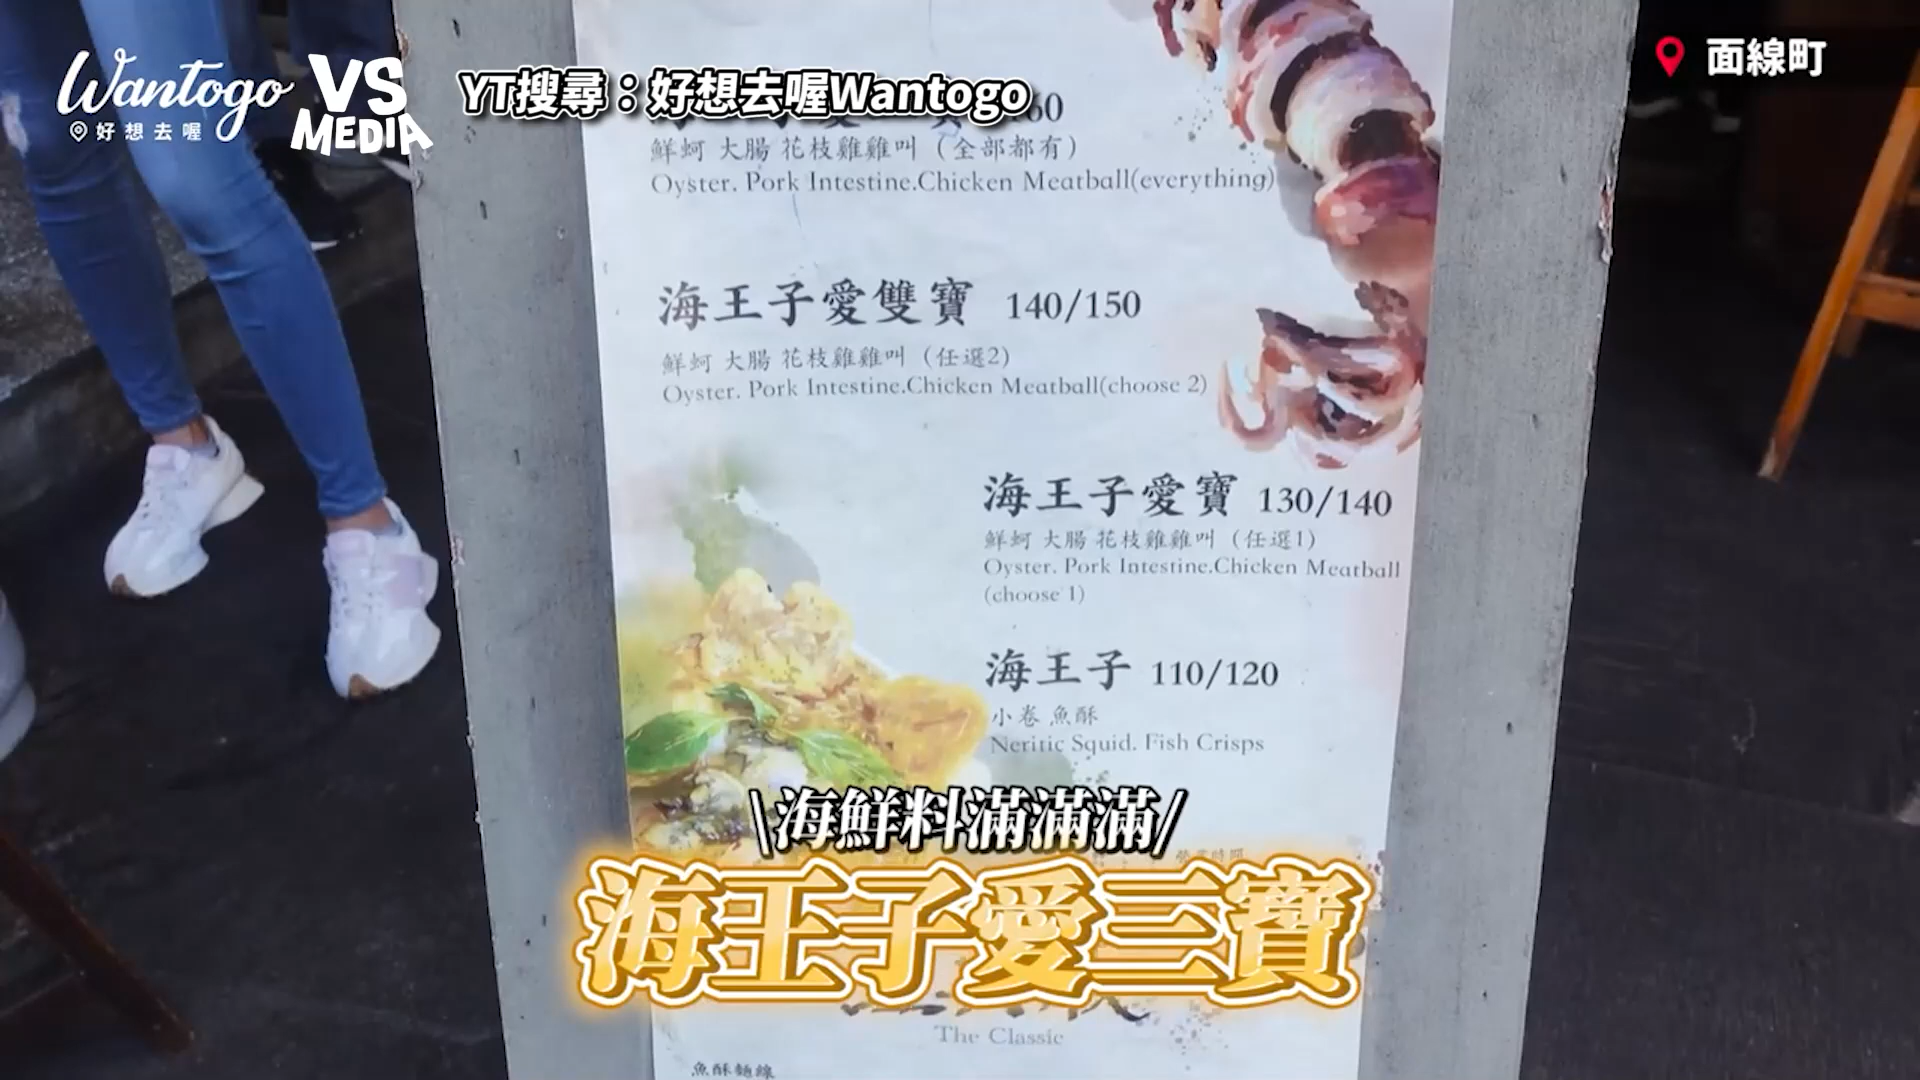 Wantogo
好想去喔
VS
MEDIA
YT搜尋：好想去喔Wantogo
面線町
60
鮮蚵 大腸 花枝雞雞叫（全部都有）
Oyster. Pork Intestine.Chicken Meatball(everything)
海王子愛雙寶 140/150
鮮蚵 大腸 花枝雞雞叫（任選2）
Oyster. Pork Intestine.Chicken Meatball(choose 2)
海王子愛寶 130/140
鮮蚵 大腸 花枝雞雞叫（任選1）
Oyster. Pork Intestine.Chicken Meatball
(choose 1)
海王子 110/120
小卷 魚酥
Neritic Squid. Fish Crisps
\海鮮料滿滿滿/
營業時間
海王子愛三寶
The Classic
魚酥麵線